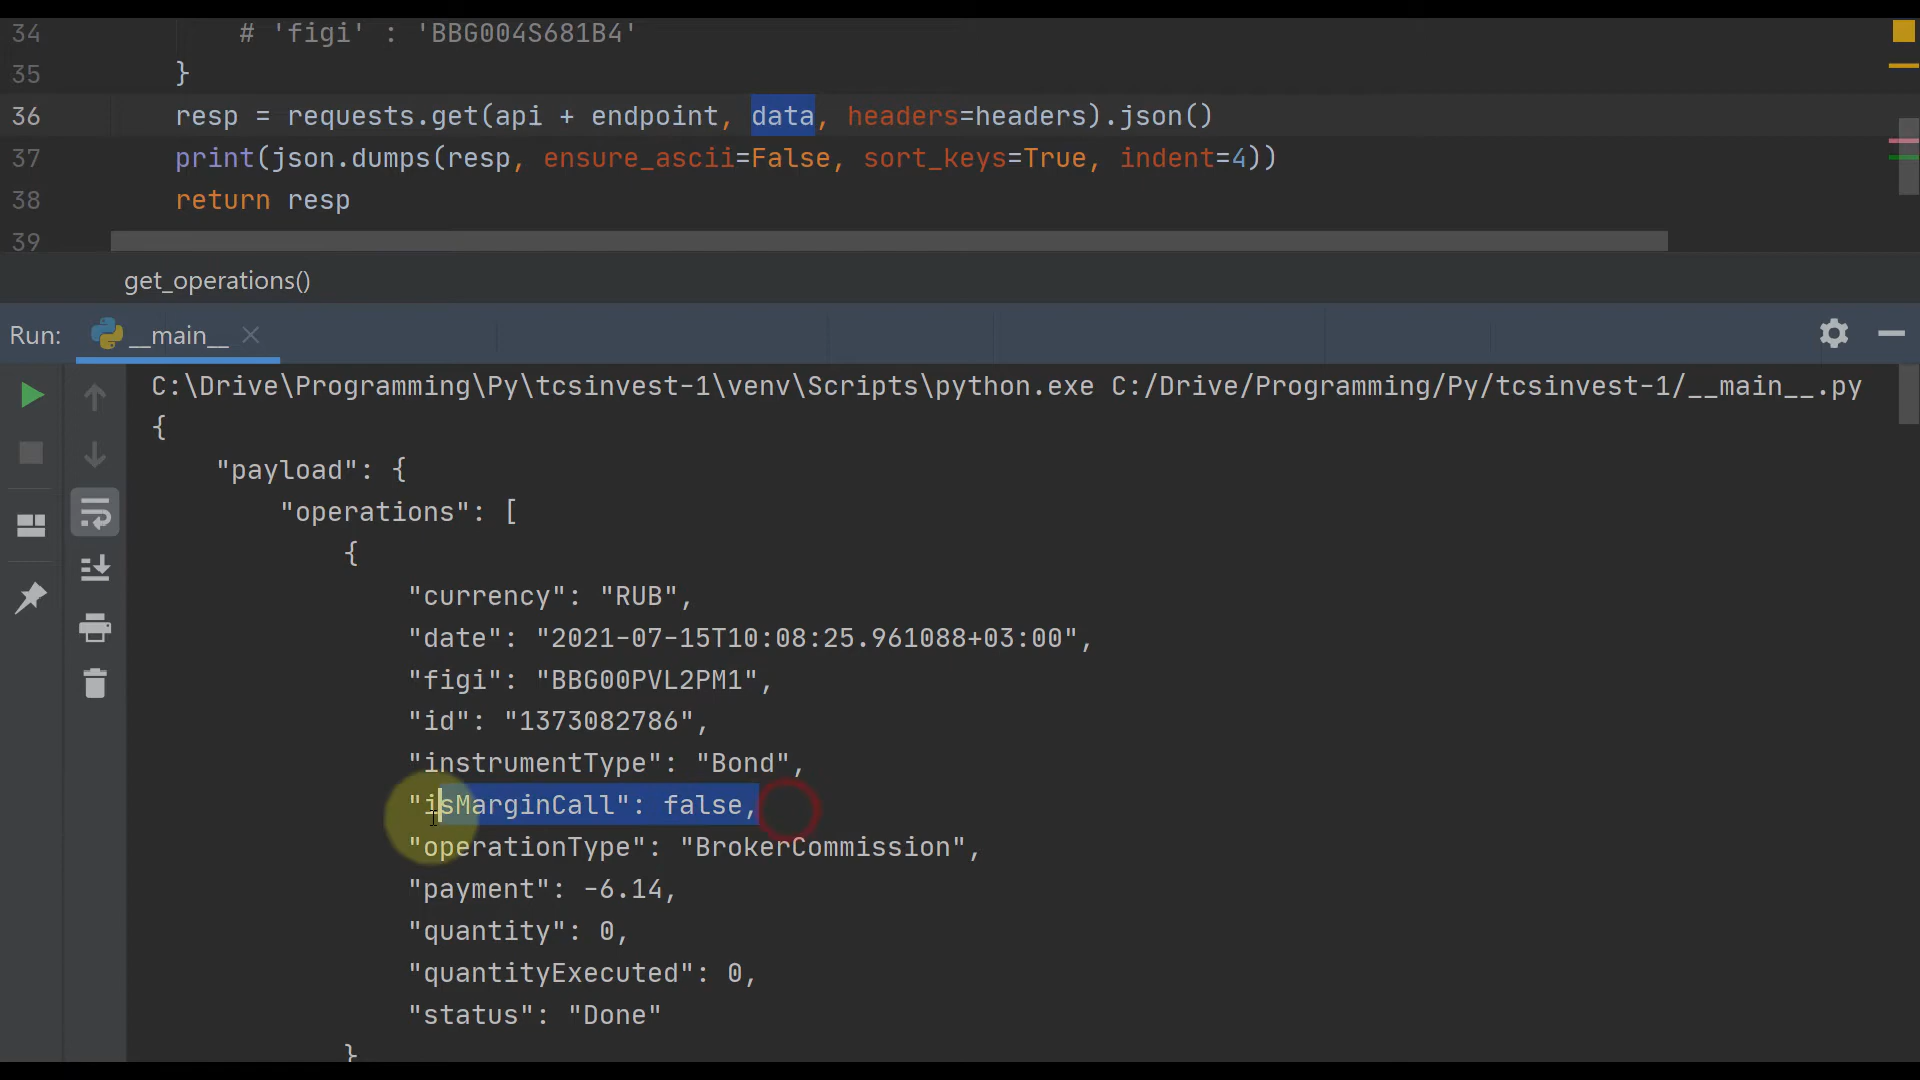 34 # 'figi' : 'BBG004S681B4'
35 }
36 resp = requests.get(api + endpoint, data, headers=headers).json()
37 print(json.dumps(resp, ensure_ascii=False, sort_keys=True, indent=4))
38 return resp
39
get_operations()
Run: __main__
C:\Drive\Programming\Py\tcsinvest-1\venv\Scripts\python.exe C:/Drive/Programming/Py/tcsinvest-1/__main__.py
{
"payload": {
"operations": [
{
"currency": "RUB",
"date": "2021-07-15T10:08:25.961088+03:00",
"figi": "BBG00PVL2PM1",
"id": "1373082786",
"instrumentType": "Bond",
"isMarginCall": false,
"operationType": "BrokerCommission",
"payment": -6.14,
"quantity": 0,
"quantityExecuted": 0,
"status": "Done"
}